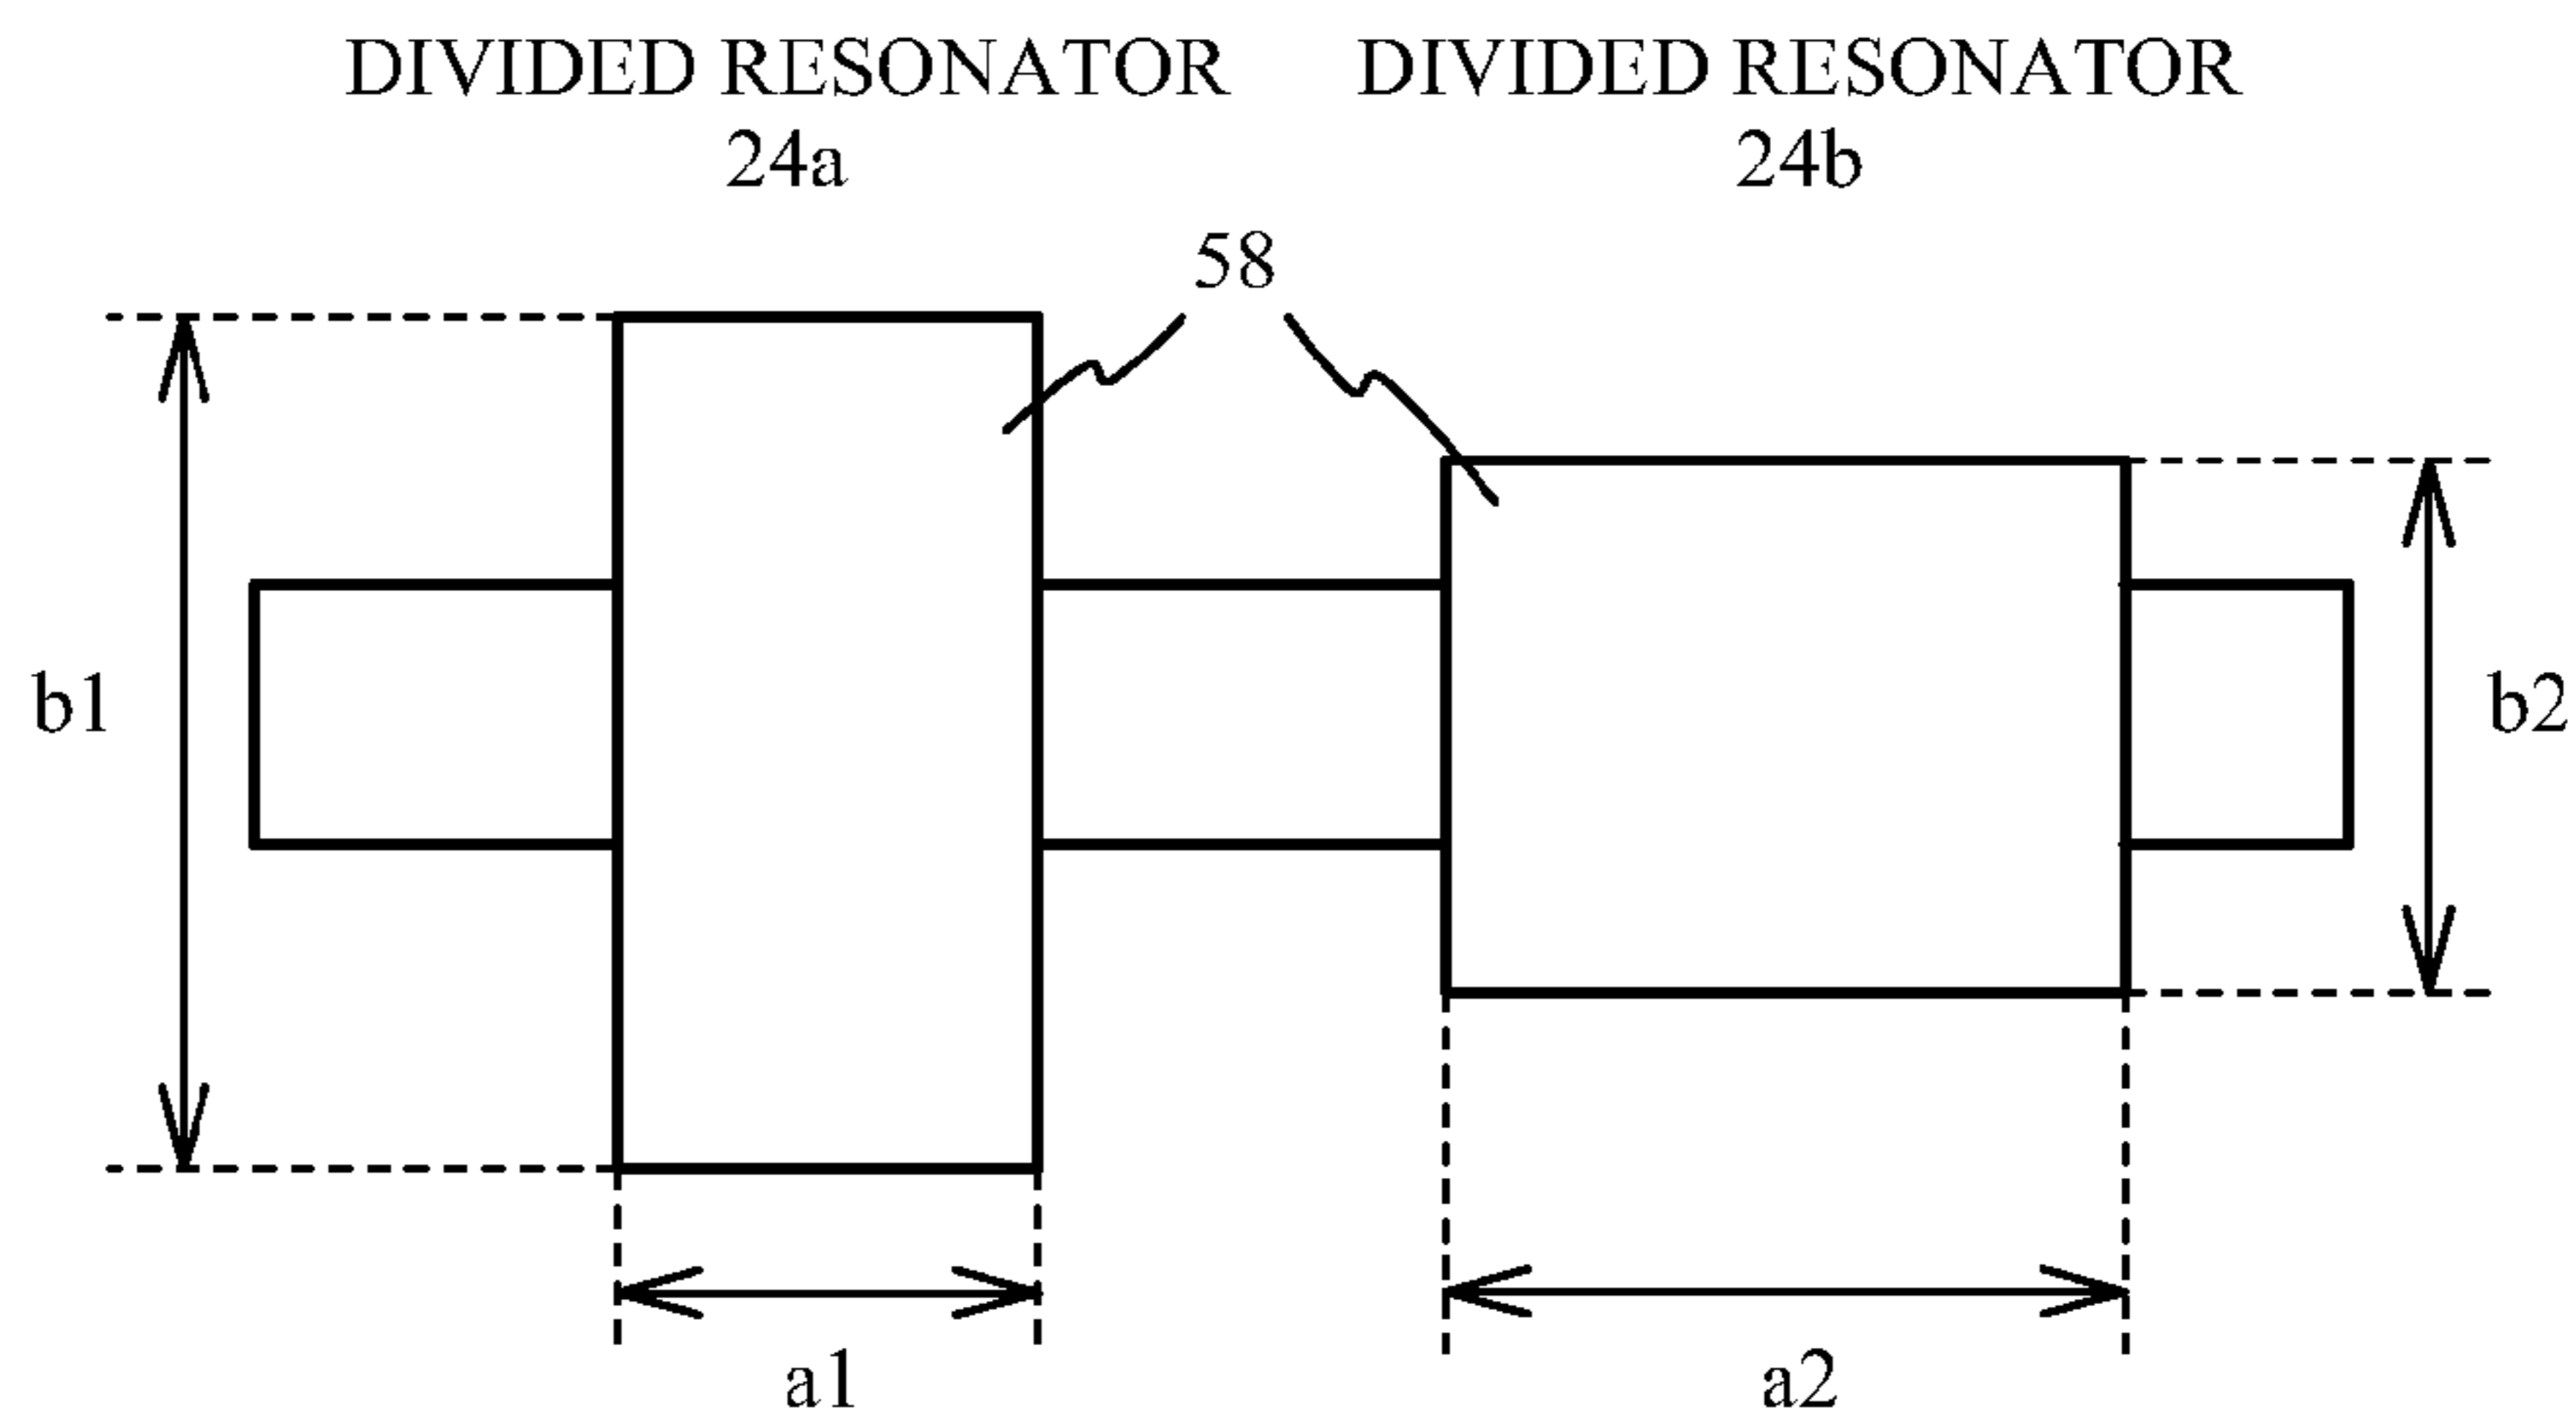 DIVIDED RESONATOR
24a
DIVIDED RESONATOR
24b
58
b1
b2
a1
a2